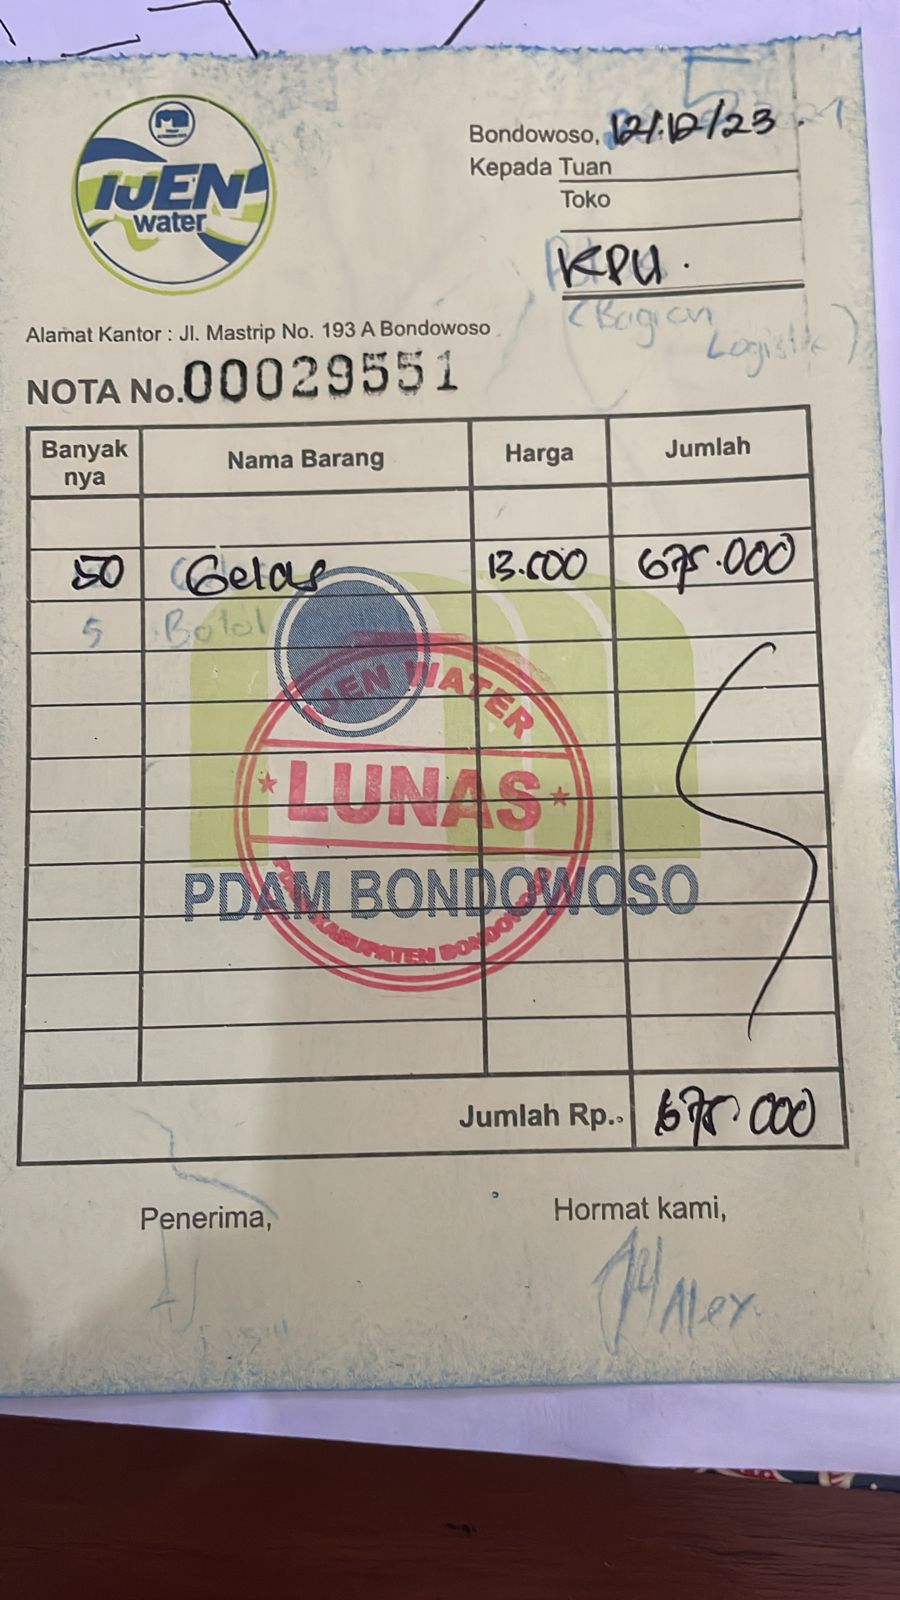 IJEN
water
Bondowoso, 12/12/23
Kepada Tuan
Toko
KPU.
(Bagian
Logistik)
Alamat Kantor : Jl. Mastrip No. 193 A Bondowoso
NOTA No.00029551
Banyak nya Nama Barang Harga Jumlah
50 Gelas 13.500 675.000
5 Botol
IJEN WATER
LUNAS
PDAM BONDOWOSO
KABUPATEN BONDOWOSO
Jumlah Rp. 675.000
Penerima, Hormat kami,
Alex.